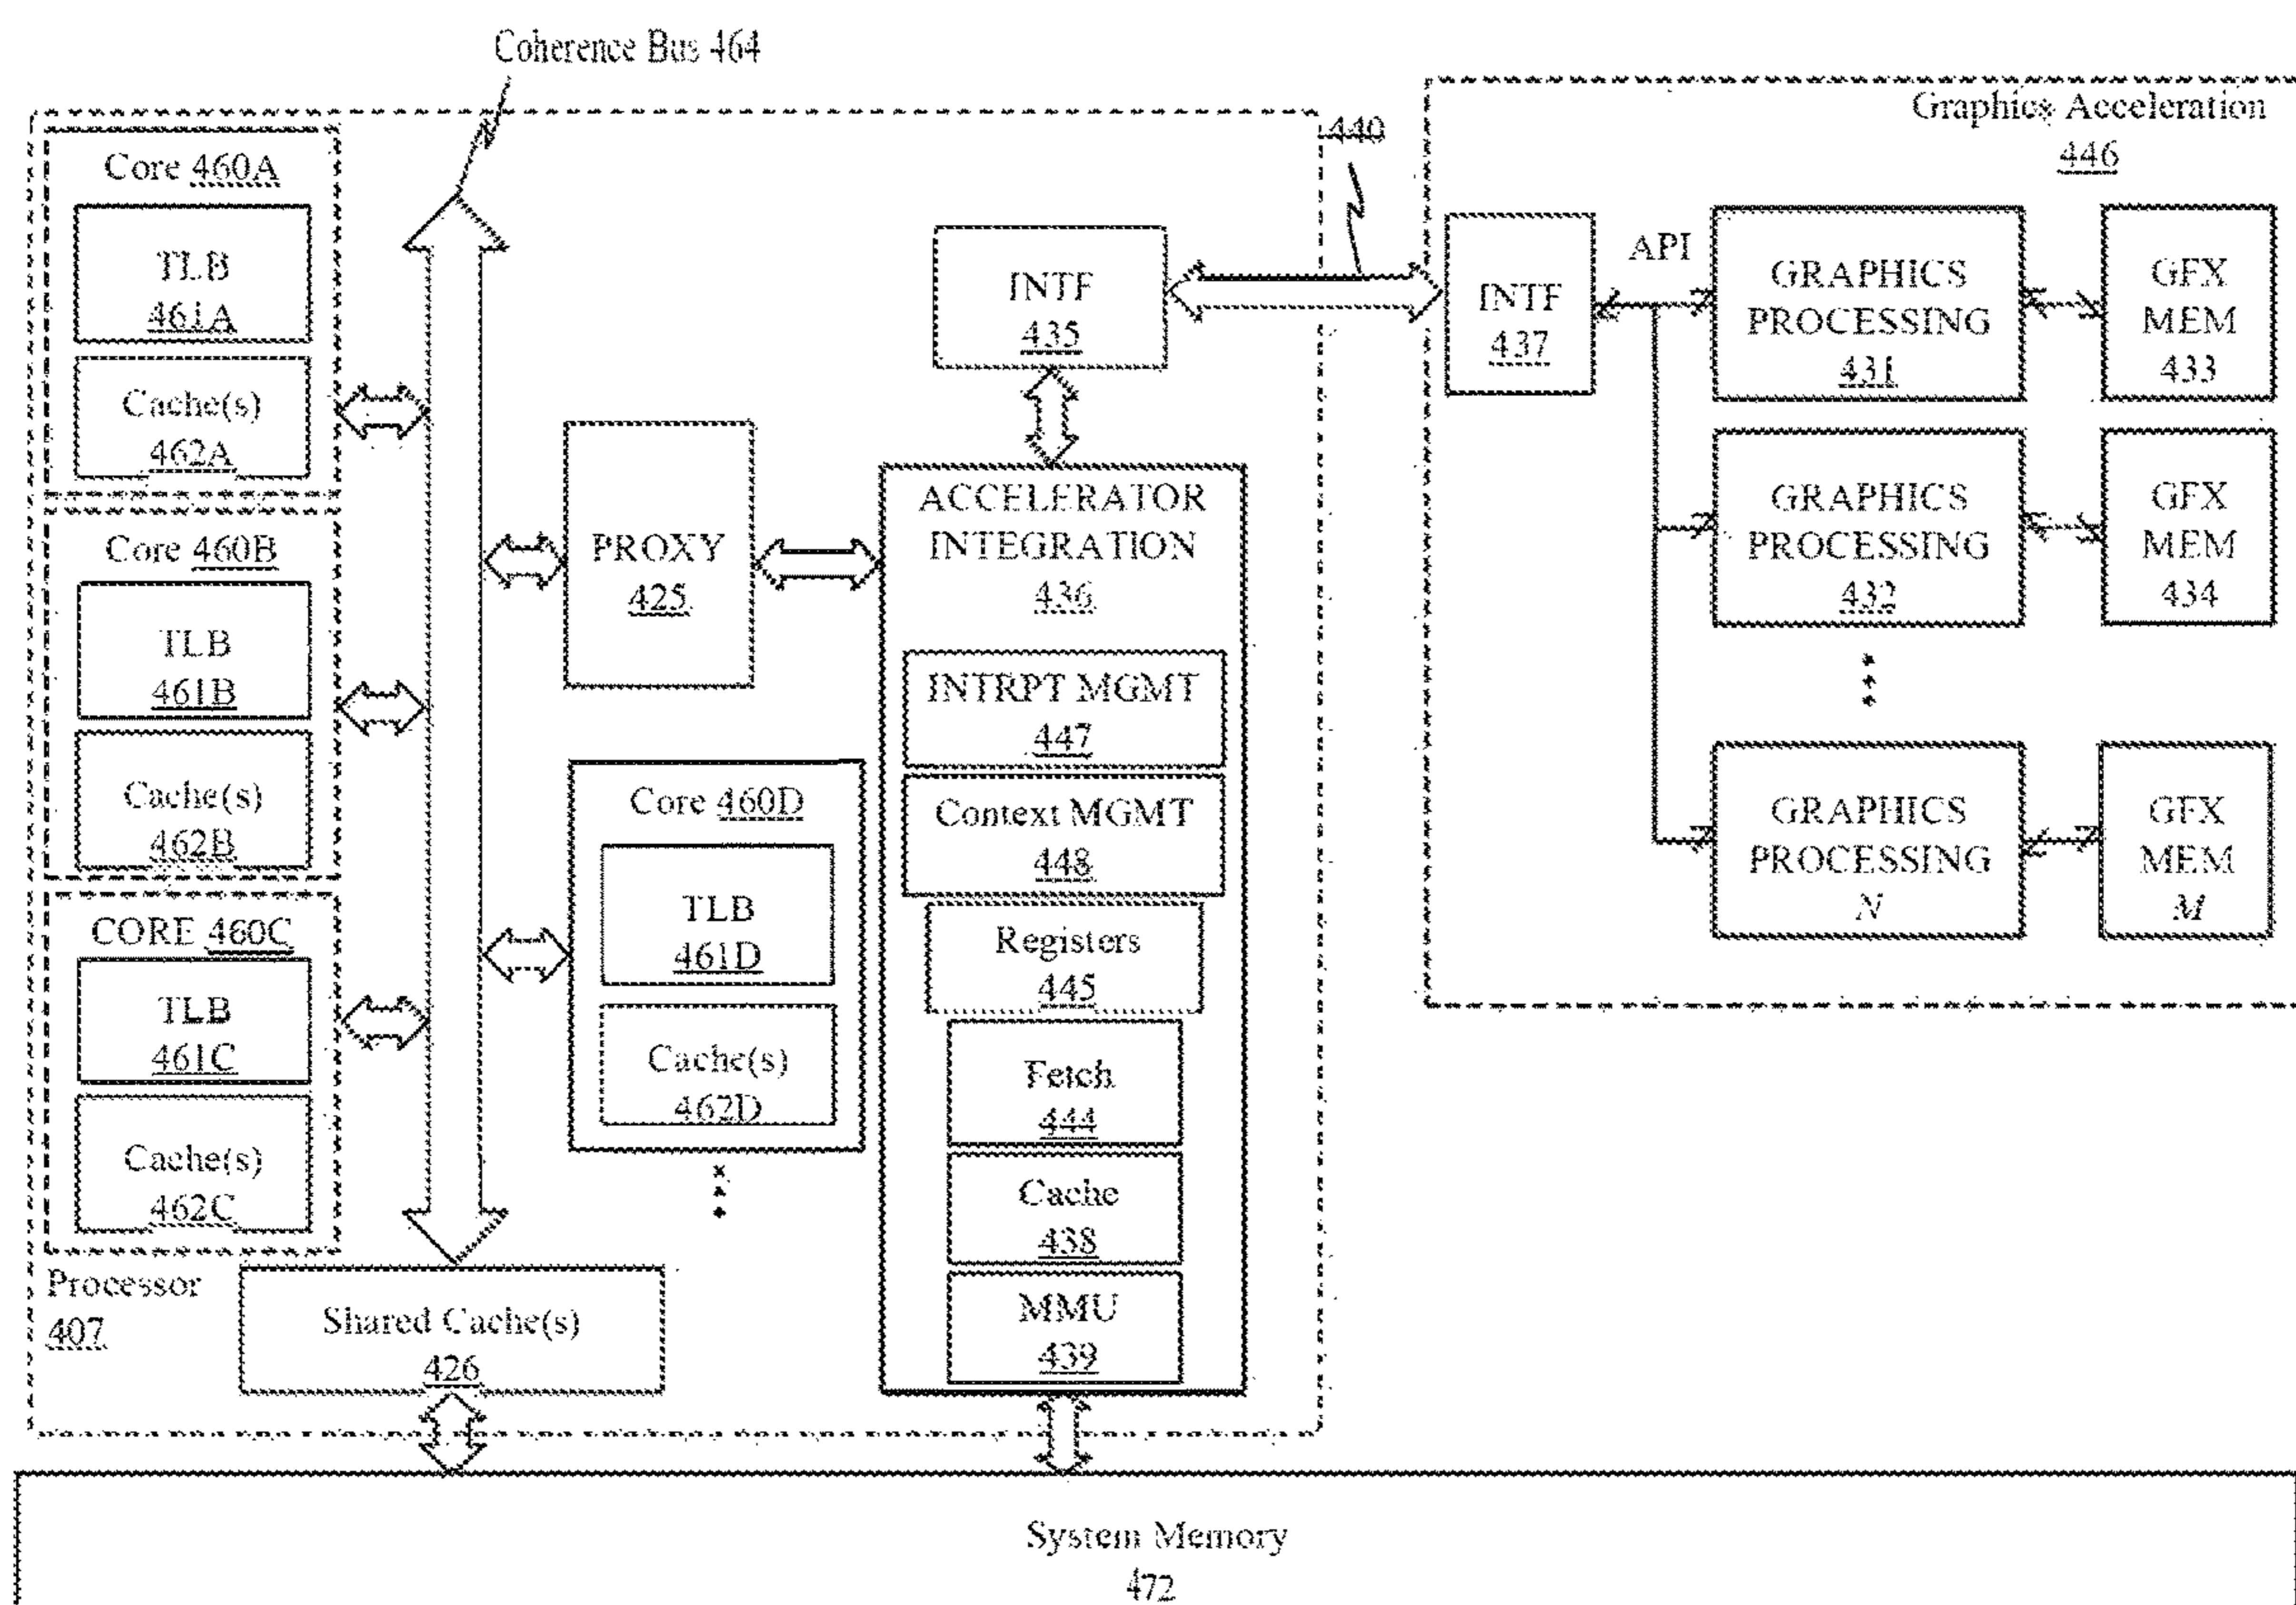 Coherence Bus 464
Core 460A
TLB
461A
Cache(s)
462A
Core 460B
TLB
461B
Cache(s)
462B
CORE 460C
TLB
461C
Cache(s)
462C
Processor
407
Shared Cache(s)
426
PROXY
425
Core 460D
TLB
461D
Cache(s)
462D
INTF
435
ACCELERATOR
INTEGRATION
436
INTRPT MGMT
447
Context MGMT
448
Registers
445
Fetch
444
Cache
438
MMU
439
440
Graphics Acceleration
446
INTF
437
API
GRAPHICS
PROCESSING
431
GFX
MEM
433
GRAPHICS
PROCESSING
432
GFX
MEM
434
GRAPHICS
PROCESSING
N
GFX
MEM
M
System Memory
472